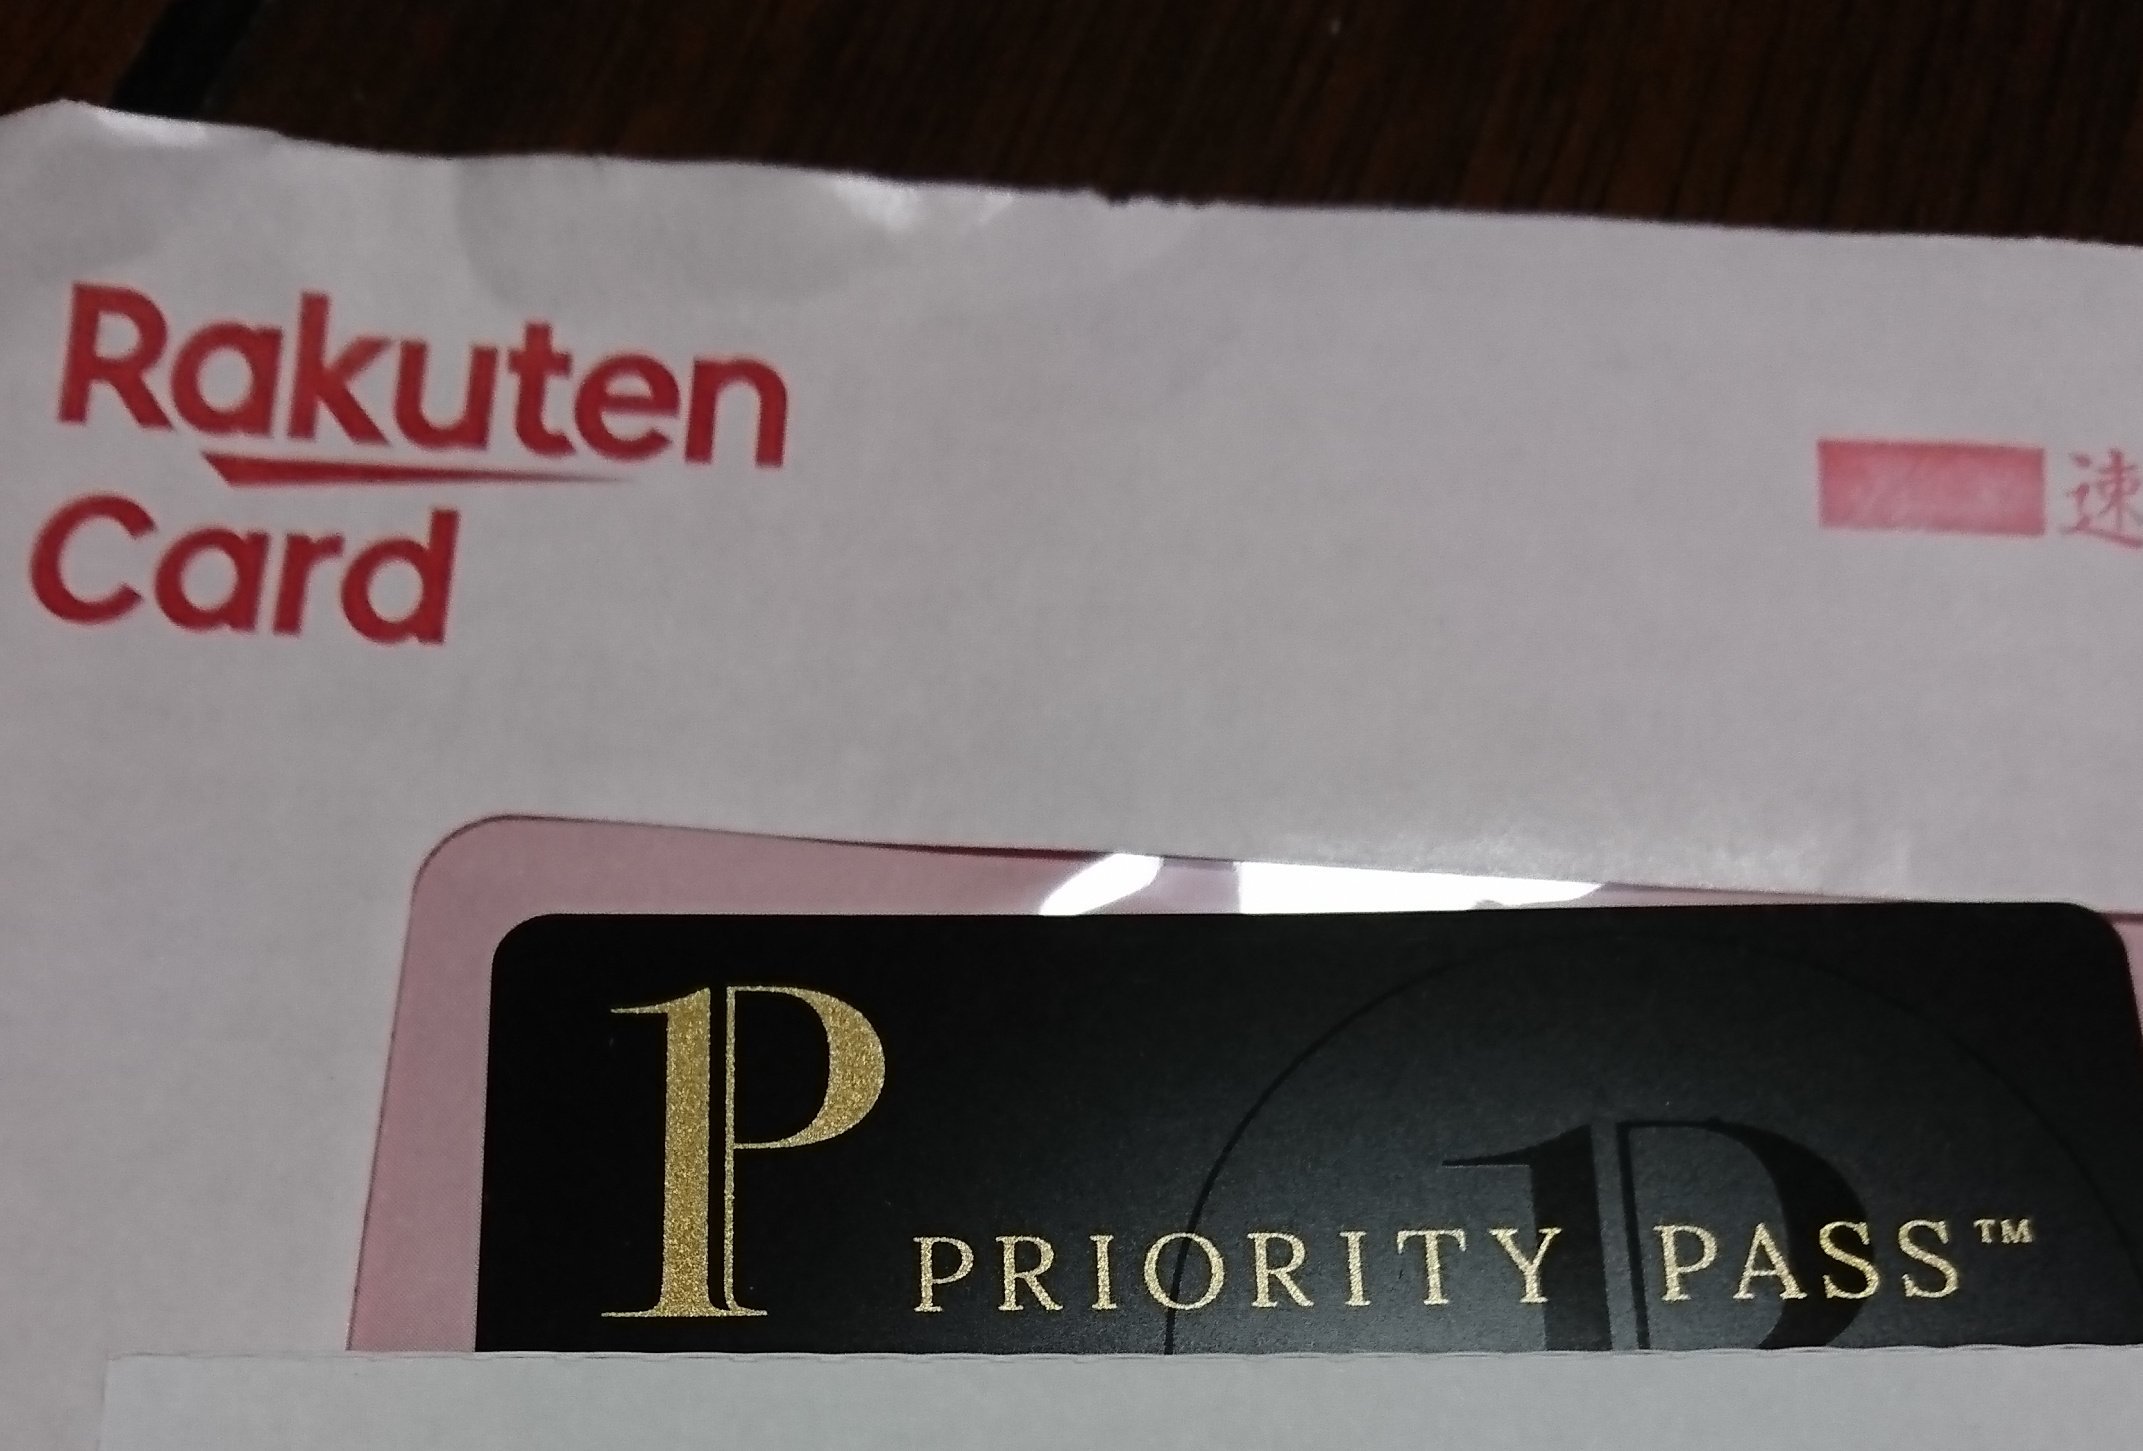 Rakuten
Card
速
P PRIORITY PASS™